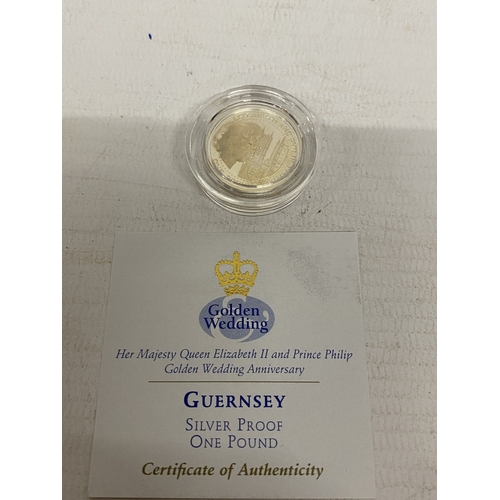 Golden
Wedding
Her Majesty Queen Elizabeth II and Prince Philip
Golden Wedding Anniversary
GUERNSEY
SILVER PROOF
ONE POUND
Certificate of Authenticity